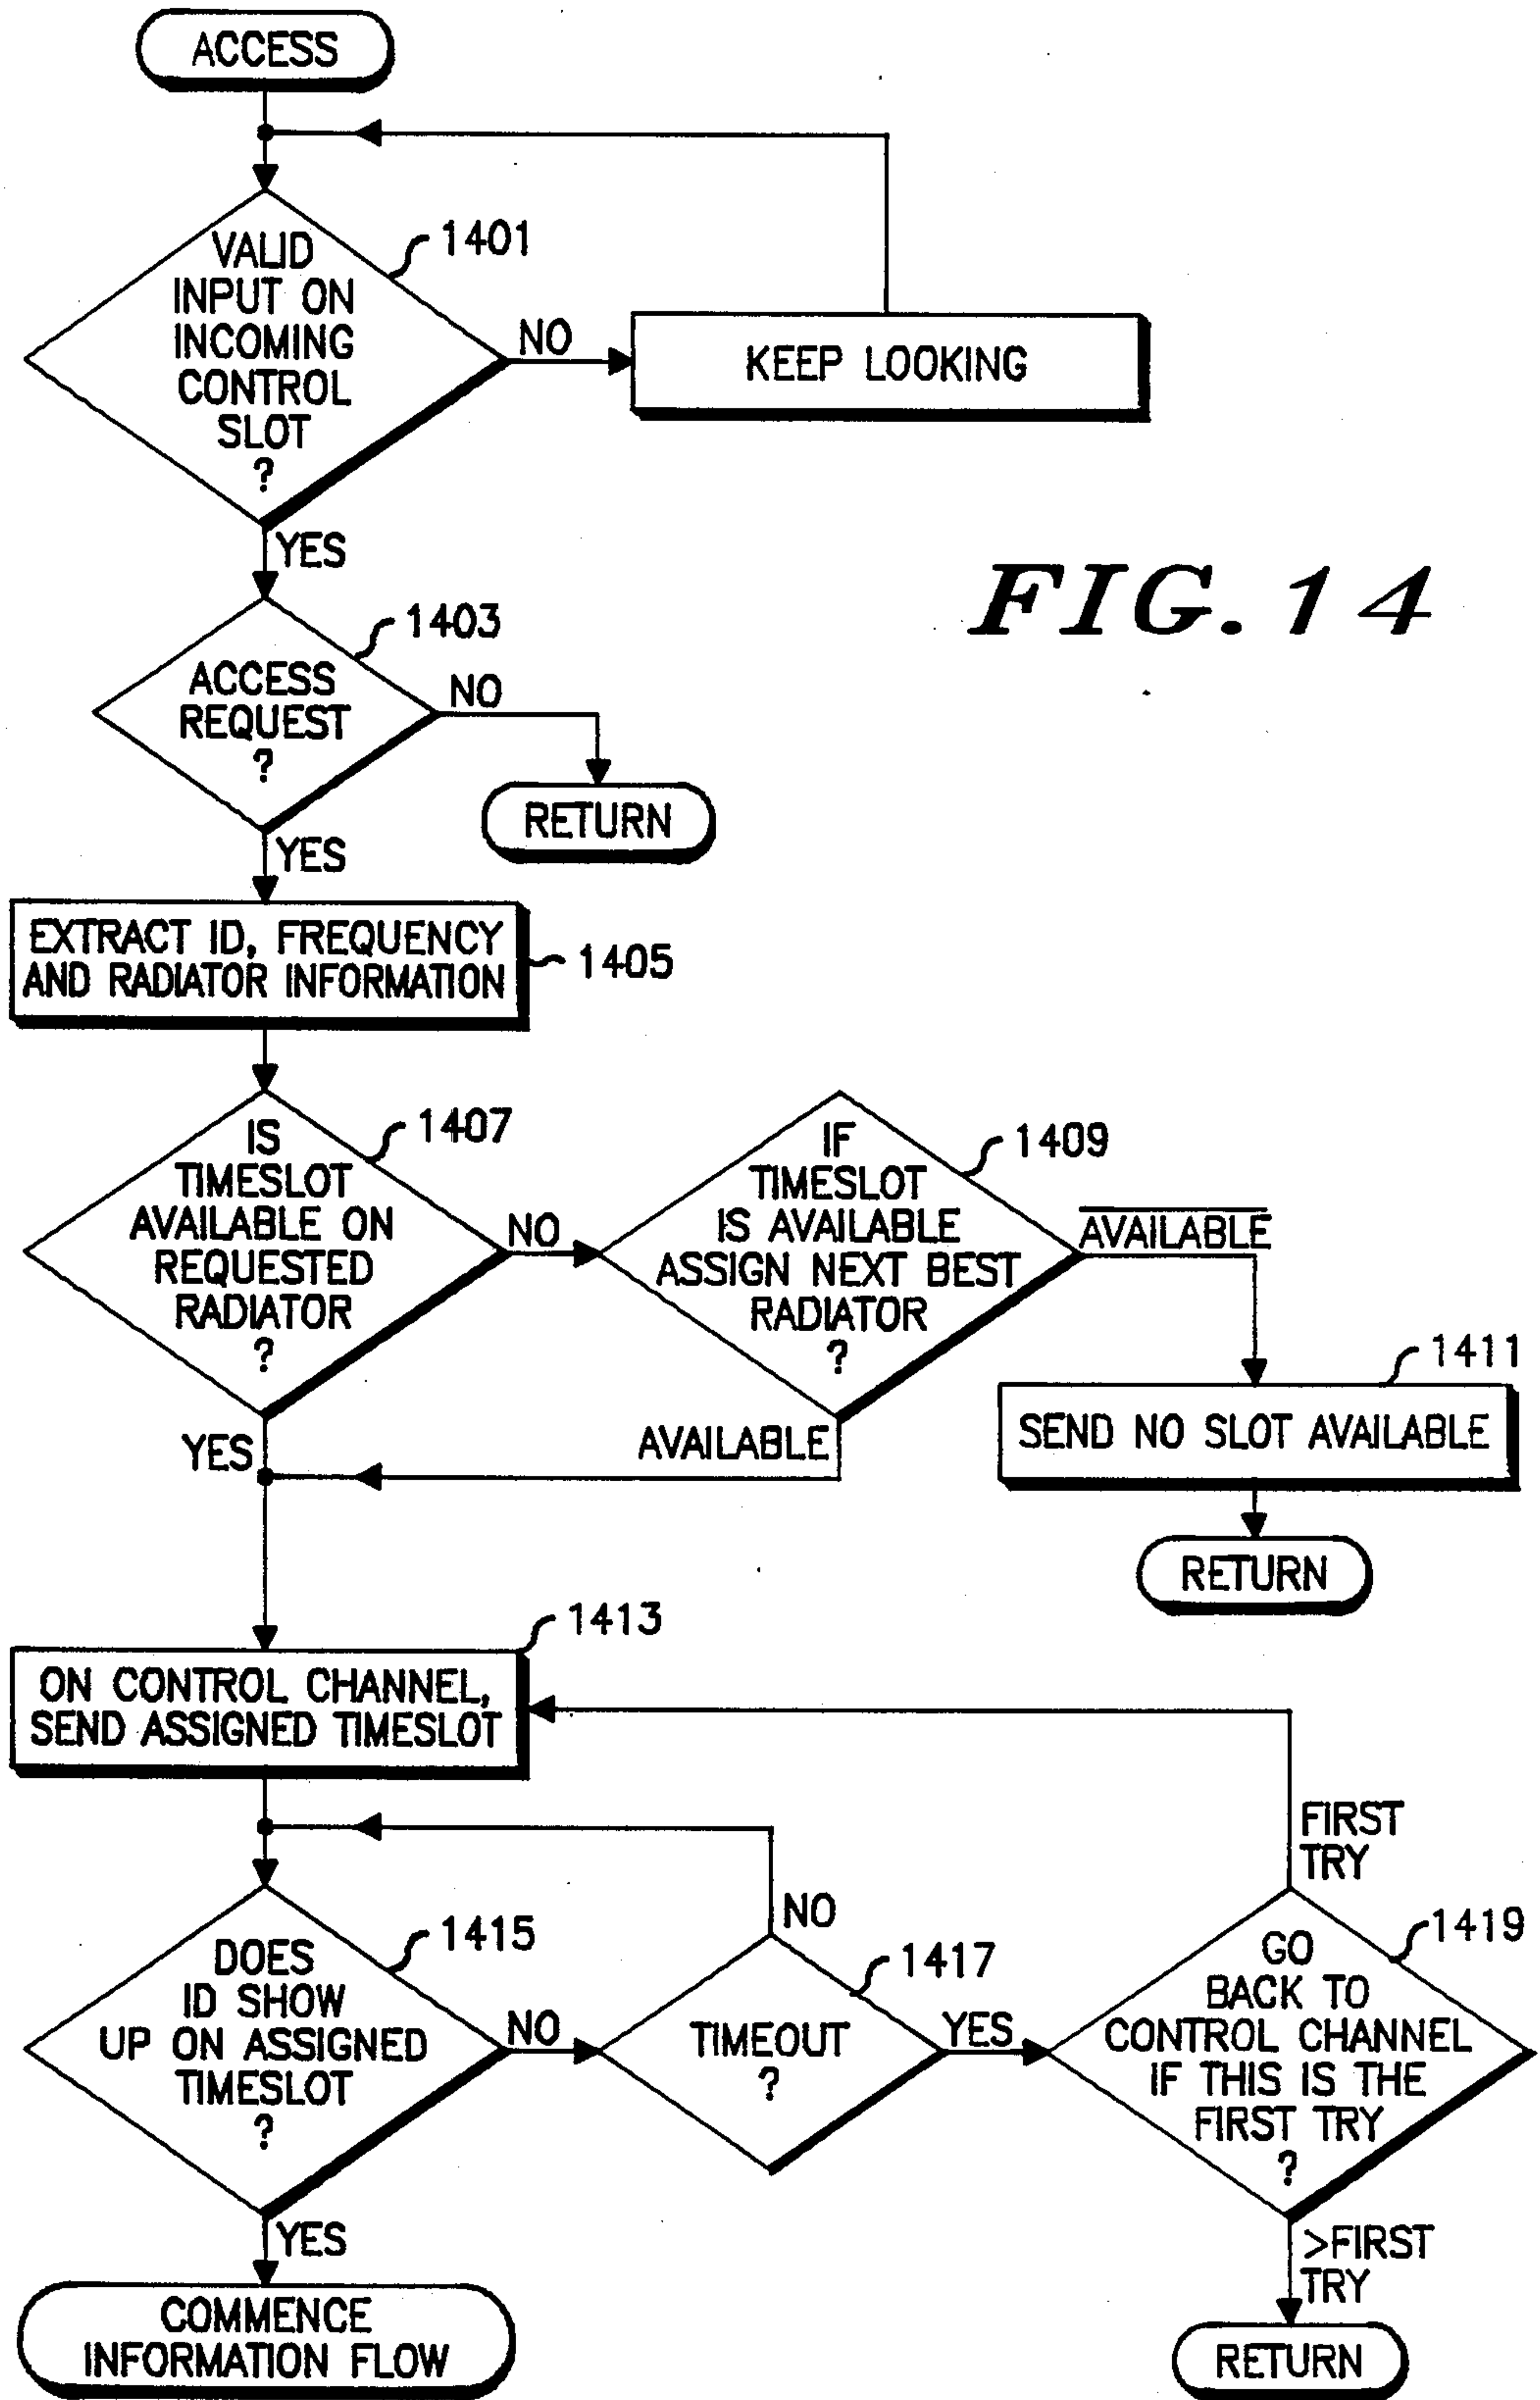 ACCESS
VALID
INPUT ON
INCOMING
CONTROL
SLOT
?
1401
NO
KEEP LOOKING
YES
FIG. 14
1403
ACCESS
REQUEST
?
NO
RETURN
YES
EXTRACT ID, FREQUENCY
AND RADIATOR INFORMATION
1405
IS
TIMESLOT
AVAILABLE ON
REQUESTED
RADIATOR
?
1407
NO
IF
TIMESLOT
IS AVAILABLE
ASSIGN NEXT BEST
RADIATOR
?
1409
AVAILABLE
1411
SEND NO SLOT AVAILABLE
RETURN
YES
AVAILABLE
1413
ON CONTROL CHANNEL,
SEND ASSIGNED TIMESLOT
DOES
ID SHOW
UP ON ASSIGNED
TIMESLOT
?
1415
NO
TIMEOUT
?
1417
NO
YES
GO
BACK TO
CONTROL CHANNEL
IF THIS IS THE
FIRST TRY
?
1419
FIRST
TRY
>FIRST
TRY
RETURN
YES
COMMENCE
INFORMATION FLOW